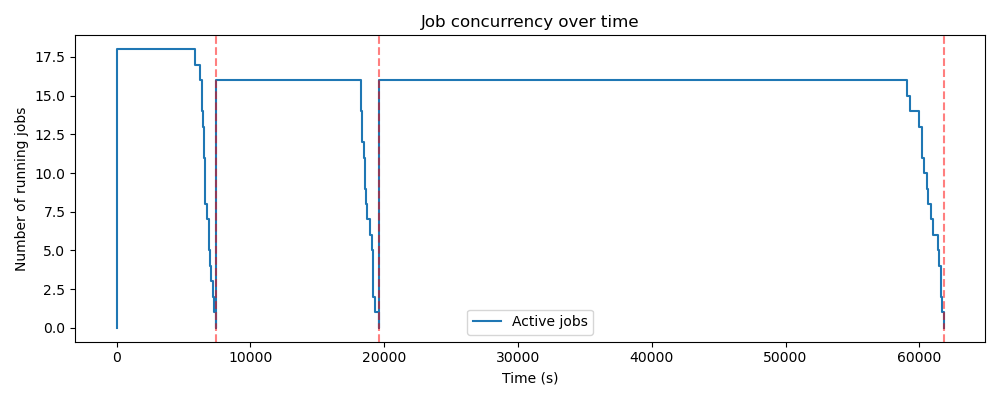 Job concurrency over time
Number of running jobs
17.5
15.0
12.5
10.0
7.5
5.0
2.5
0.0
Active jobs
0 10000 20000 30000 40000 50000 60000
Time (s)